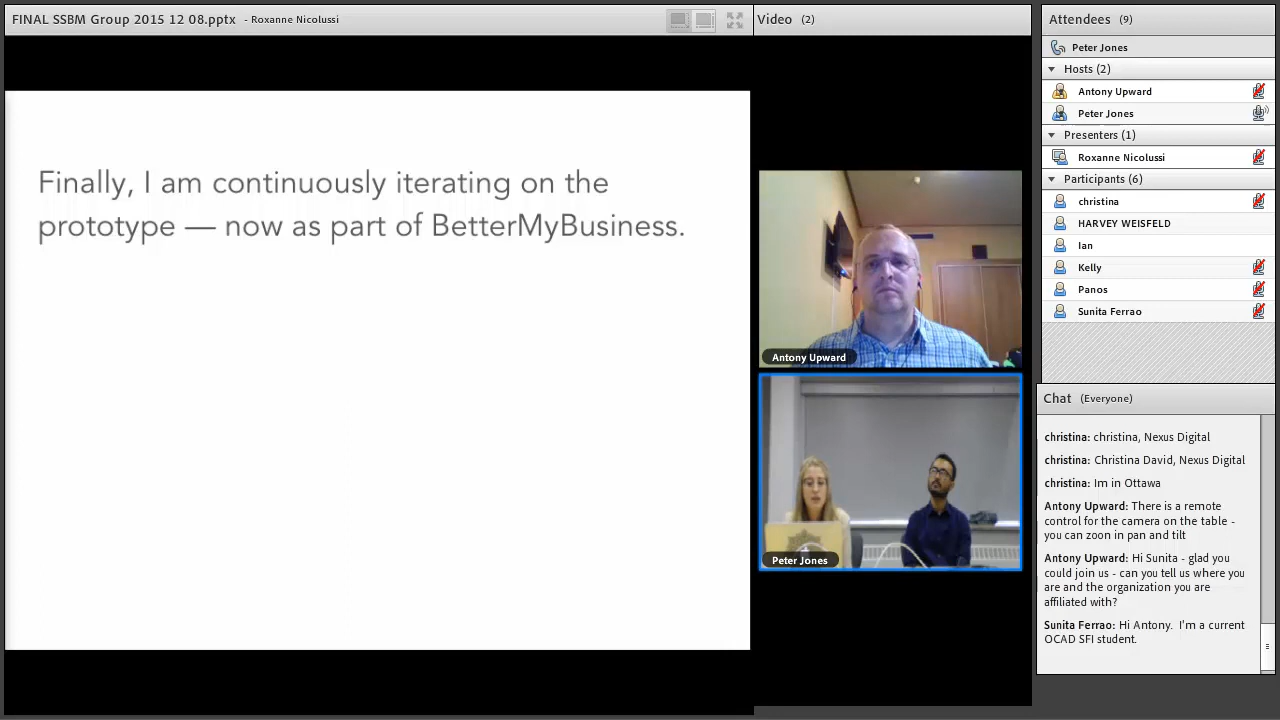 FINAL SSBM Group 2015 12 08.pptx - Roxanne Nicolussi
Finally, I am continuously iterating on the
prototype — now as part of BetterMyBusiness.
Video (2)
Antony Upward
Peter Jones
Attendees (9)
Peter Jones
Hosts (2)
Antony Upward
Peter Jones
Presenters (1)
Roxanne Nicolussi
Participants (6)
christina
HARVEY WEISFELD
Ian
Kelly
Panos
Sunita Ferrao
Chat (Everyone)
christina: christina, Nexus Digital
christina: Christina David, Nexus Digital
christina: Im in Ottawa
Antony Upward: There is a remote
control for the camera on the table -
you can zoon in pan and tilt
Antony Upward: Hi Sunita - glad you
could join us - can you tell us where you
are and the organization you are
affiliated with?
Sunita Ferrao: Hi Antony. I'm a current
OCAD SFI student.